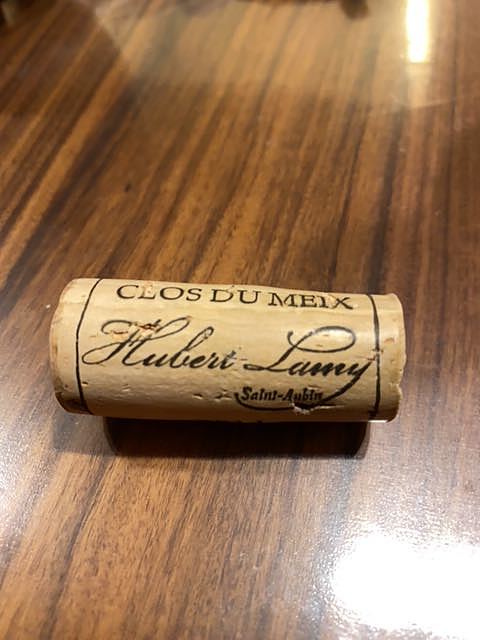 CLOS DU MEIX
Hubert Lamy
Saint-Aubin